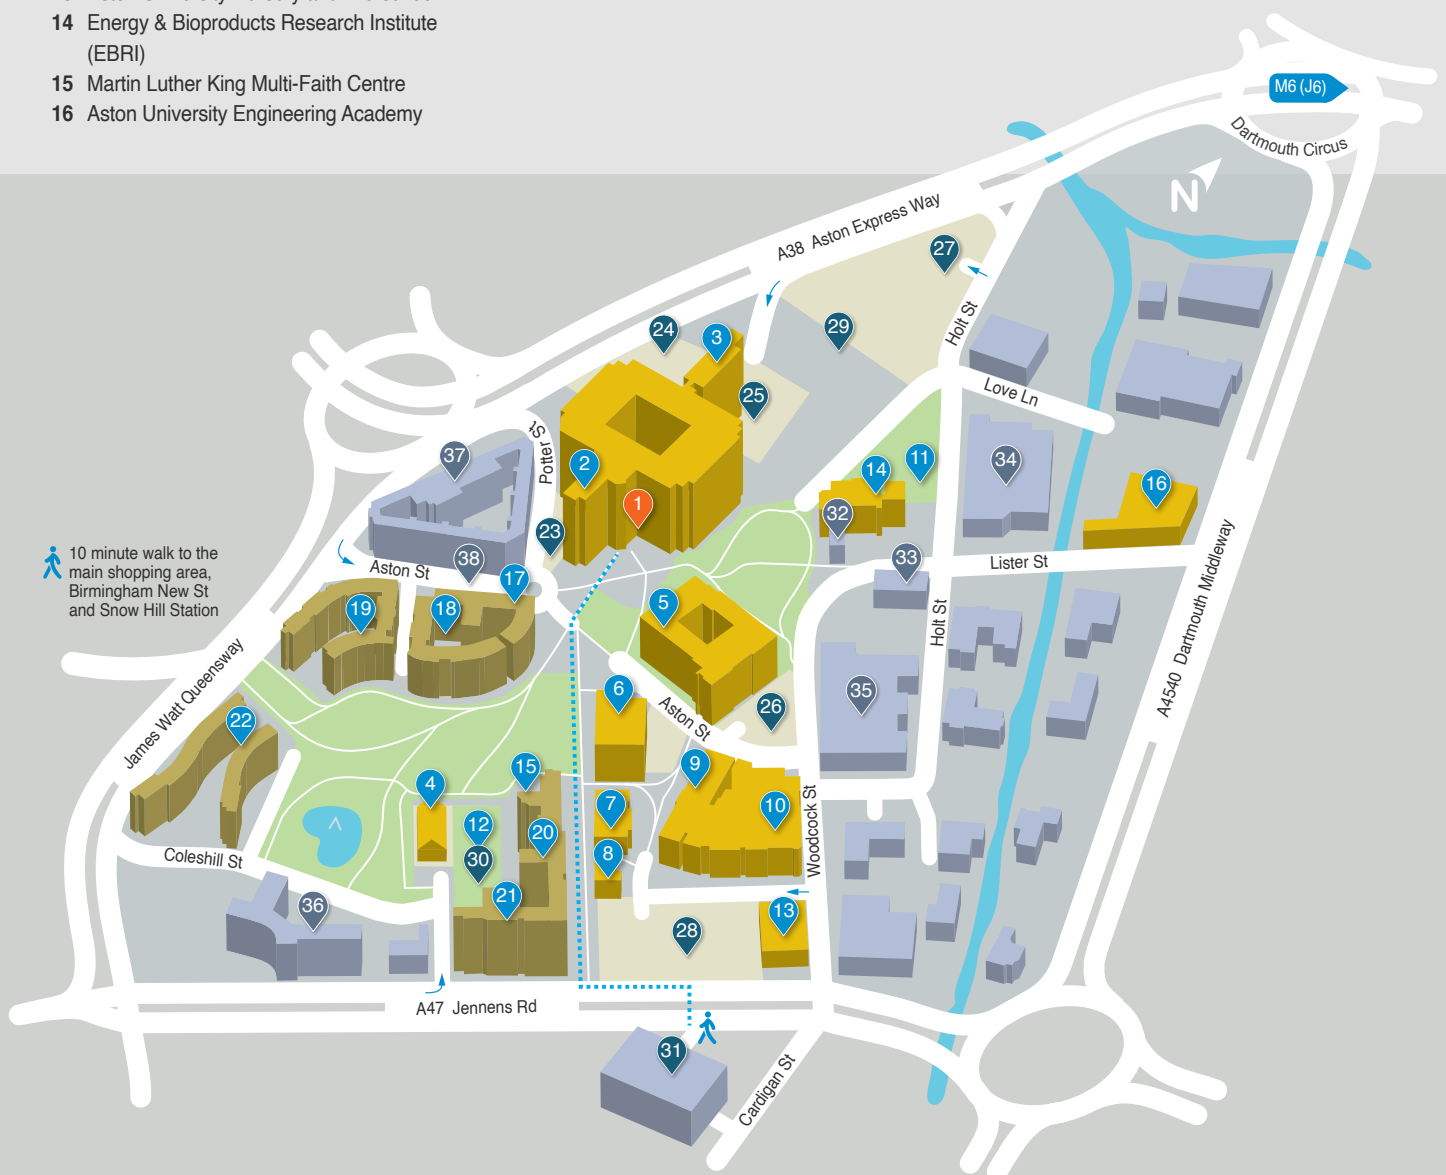 14 Energy & Bioproducts Research Institute
(EBRI)
15 Martin Luther King Multi-Faith Centre
16 Aston University Engineering Academy
M6 (J6)
Dartmouth Circus
N
A38 Aston Express Way
27
Holt St
24
3
29
25
Love Ln
Potter St
37
2
14
11
34
16
1
32
23
10 minute walk to the
main shopping area,
Birmingham New St
and Snow Hill Station
Aston St
38
17
33
Lister St
19
18
5
Holt St
A4540 Dartmouth Middleway
James Watt Queensway
22
6
Aston St
26
35
4
15
9
7
10
12
20
Woodcock St
30
8
Coleshill St
21
36
13
28
A47 Jennens Rd
31
Cardigan St